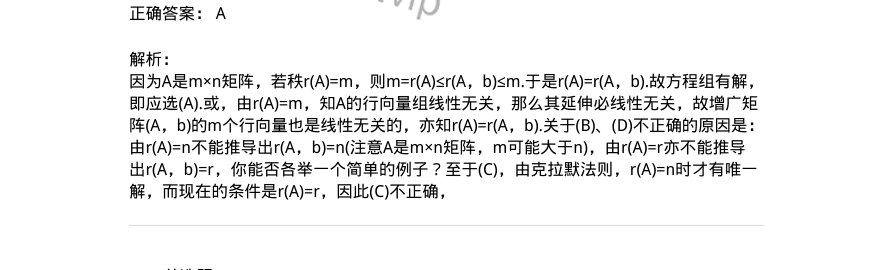 正确答案： A
解析：
因为A是m×n矩阵，若秩r(A)=m，则m=r(A)≤r(A，b)≤m.于是r(A)=r(A，b).故方程组有解，
即应选(A).或，由r(A)=m，知A的行向量组线性无关，那么其延伸必线性无关，故增广矩
阵(A，b)的m个行向量也是线性无关的，亦知r(A)=r(A，b).关于(B)、(D)不正确的原因是：
由r(A)=n不能推导出r(A，b)=n(注意A是m×n矩阵，m可能大于n)，由r(A)=r亦不能推导
出r(A，b)=r，你能否各举一个简单的例子？至于(C)，由克拉默法则，r(A)=n时才有唯一
解，而现在的条件是r(A)=r，因此(C)不正确，